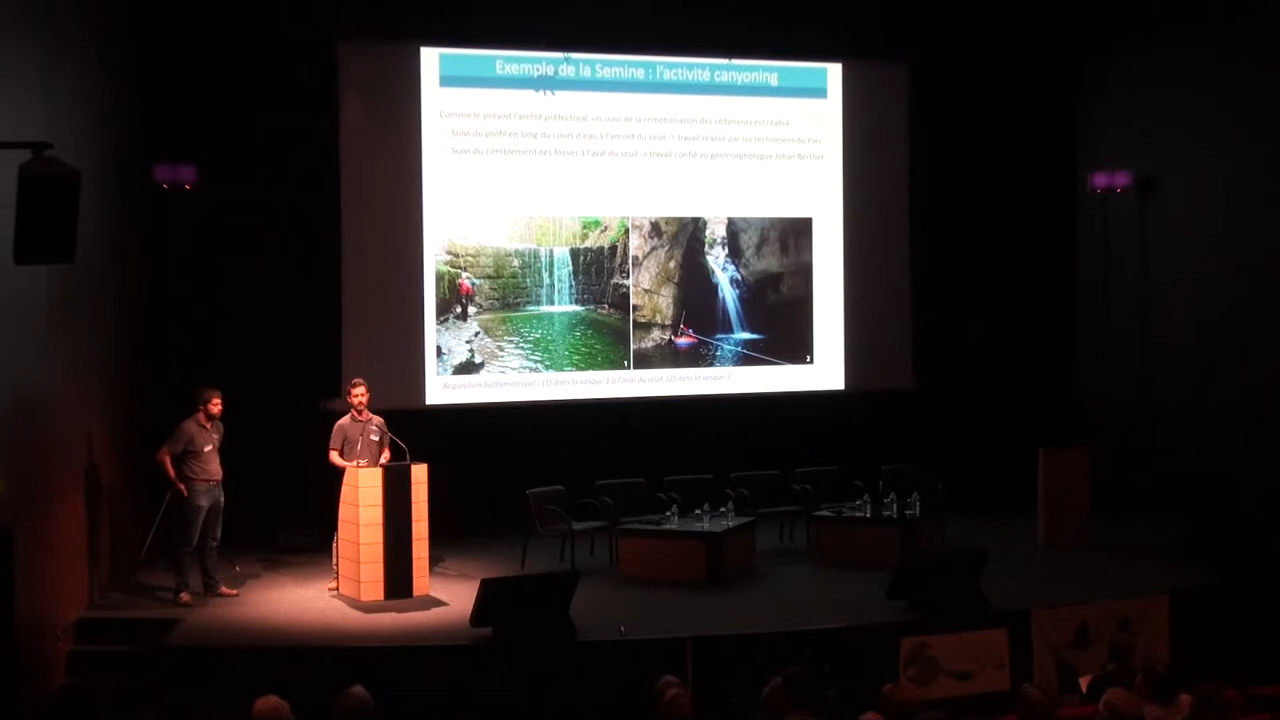 Exemple de la Semine : l'activité canyoning
Comme le prévoit l'arrêté préfectoral, un suivi de la remobilisation des sédiments est réalisé
- Suivi du profil en long du cours d'eau à l'amont du seuil -> travail réalisé par les techniciens du Parc
- Suivi du comblement des fosses à l'aval du seuil -> travail confié au géomorphologue Johan Berthet
1
2
Acquisition bathymétrique : (1) dans la vasque 1 à l'aval du seuil, (2) dans la vasque 3